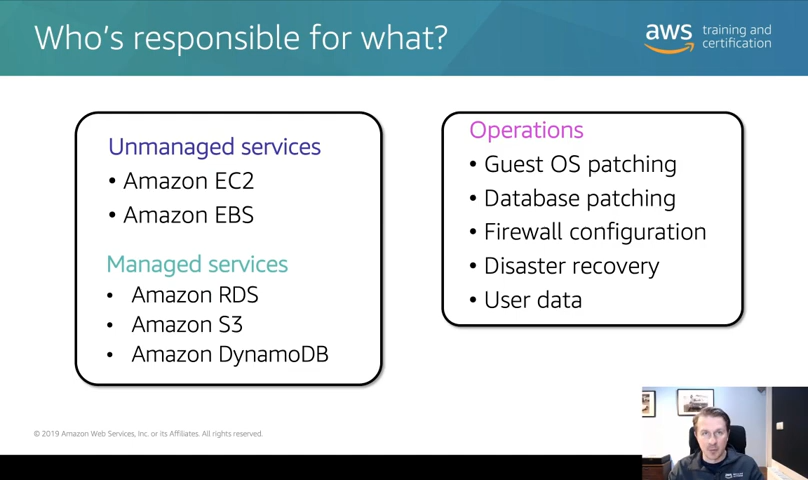 Who's responsible for what?
aws training and certification
Unmanaged services
• Amazon EC2
• Amazon EBS
Managed services
• Amazon RDS
• Amazon S3
• Amazon DynamoDB
Operations
• Guest OS patching
• Database patching
• Firewall configuration
• Disaster recovery
• User data
© 2019 Amazon Web Services, Inc. or its Affiliates. All rights reserved.
aws